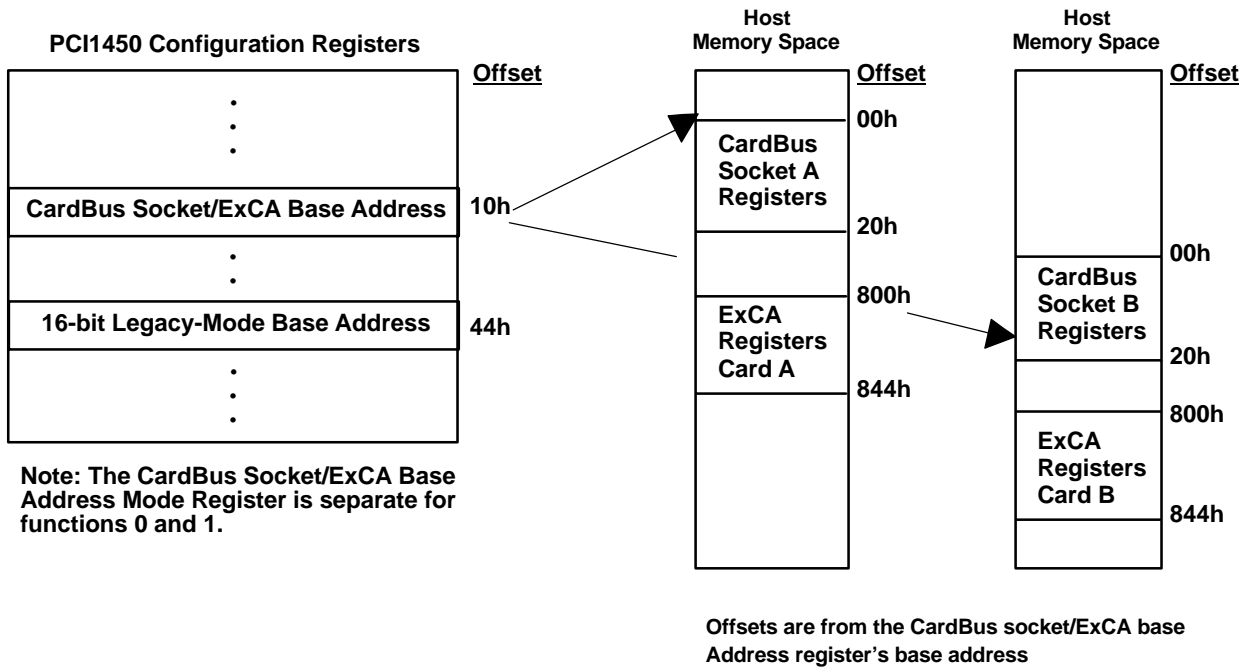 PCI1450 Configuration Registers
Offset
CardBus Socket/ExCA Base Address
10h
16-bit Legacy-Mode Base Address
44h
Note: The CardBus Socket/ExCA Base
Address Mode Register is separate for
functions 0 and 1.
Host
Memory Space
Offset
00h
CardBus
Socket A
Registers
20h
800h
ExCA
Registers
Card A
844h
Host
Memory Space
Offset
00h
CardBus
Socket B
Registers
20h
800h
ExCA
Registers
Card B
844h
Offsets are from the CardBus socket/ExCA base
Address register's base address